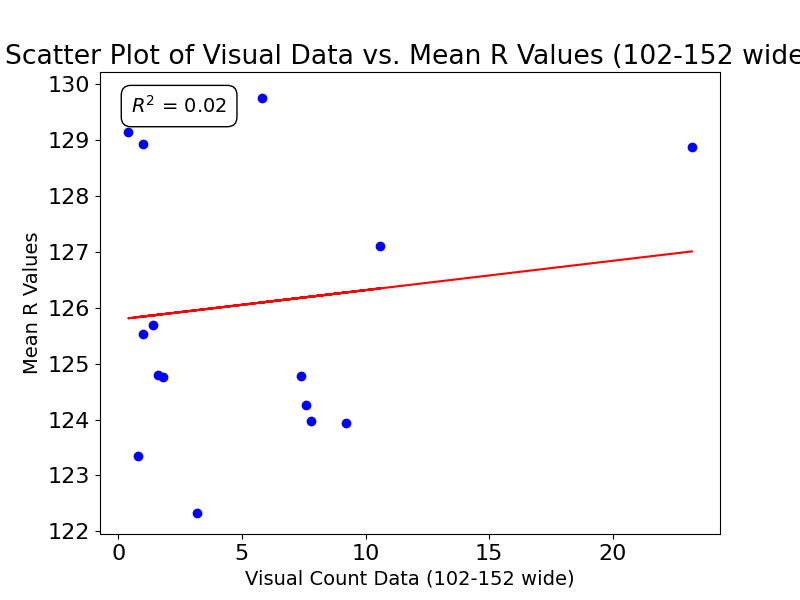 Scatter Plot of Visual Data vs. Mean R Values (102-152 wide
R² = 0.02
130
129
128
127
126
125
124
123
122
Mean R Values
0 5 10 15 20
Visual Count Data (102-152 wide)